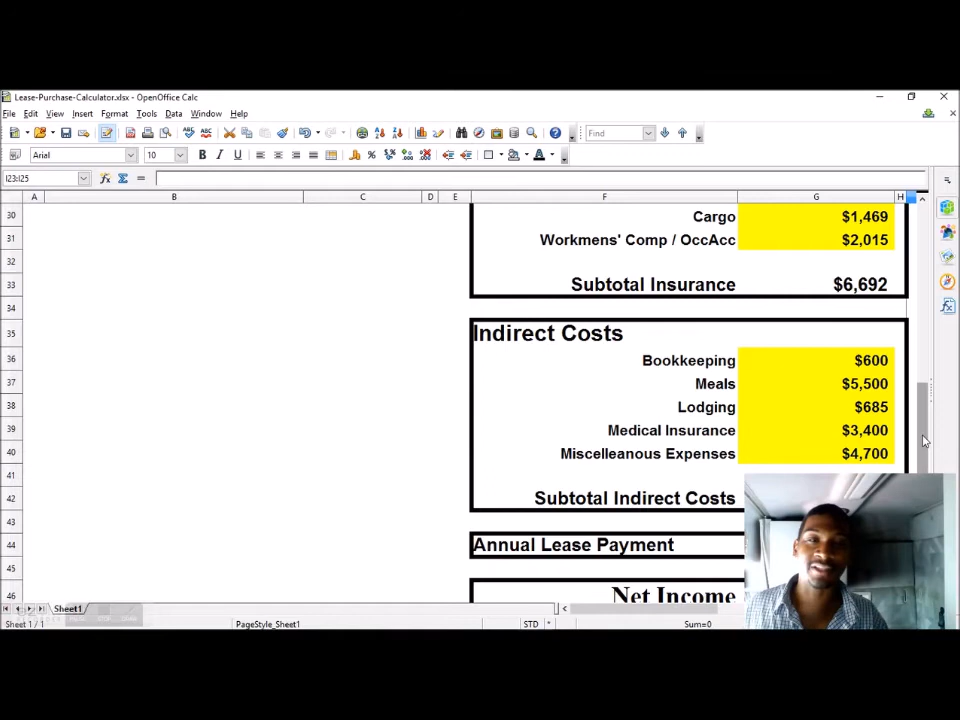 Lease-Purchase-Calculator.xlsx - OpenOffice Calc
File Edit View Insert Format Tools Data Window Help
Find
Arial 10 B I U
I23:I25
A B C D E F G H
30 Cargo $1,469
31 Workmens' Comp / OccAcc $2,015
32
33 Subtotal Insurance $6,692
34
35 Indirect Costs
36 Bookkeeping $600
37 Meals $5,500
38 Lodging $685
39 Medical Insurance $3,400
40 Miscelleanous Expenses $4,700
41
42 Subtotal Indirect Costs
43
44 Annual Lease Payment
45
46 Net Income
Sheet1
Sheet 1 / 1 PageStyle_Sheet1 STD * Sum=0